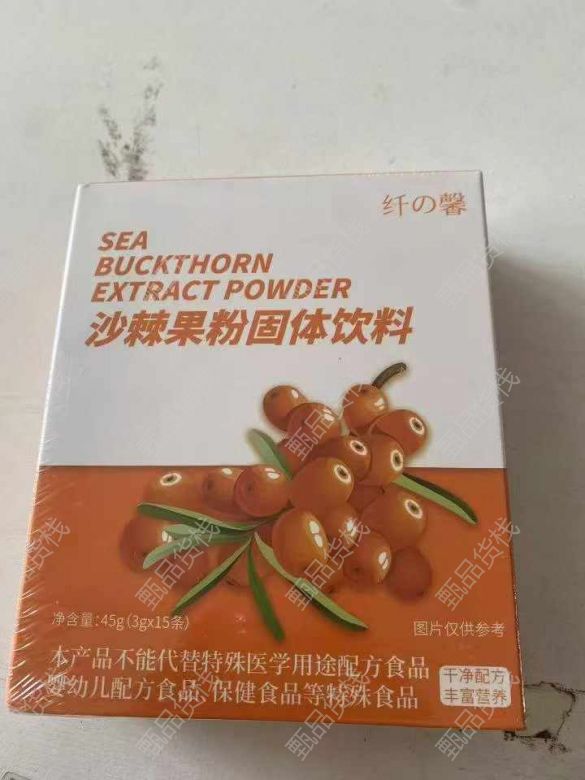 纤の馨
SEA
BUCKTHORN
EXTRACT POWDER
沙棘果粉固体饮料
净含量:45g(3gx15条)
图片仅供参考
本产品不能代替特殊医学用途配方食品
婴幼儿配方食品 保健食品等特殊食品
干净配方
丰富营养
甄品货栈